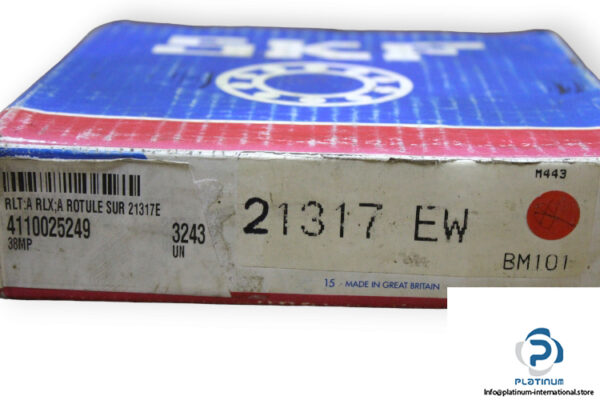 SKF
M443
RLT:A RLX;A ROTULE SUR 21317E
4110025249
38MP
3243
UN
21317 EW
BM101
15 - MADE IN GREAT BRITAIN
PLATINUM
Info@platinum-international.store